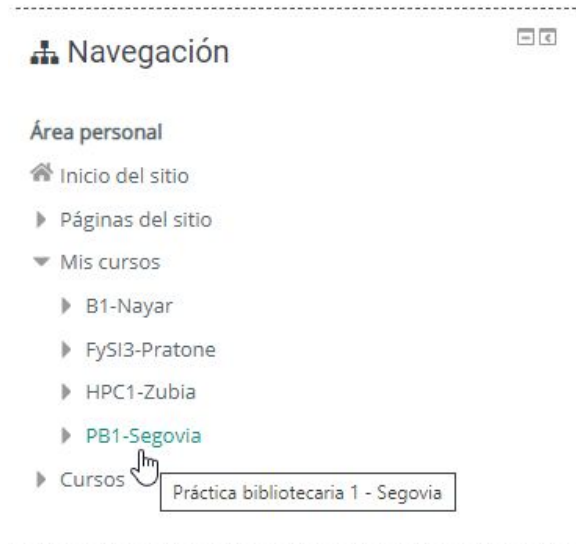 Navegación
Área personal
Inicio del sitio
Páginas del sitio
Mis cursos
B1-Nayar
FySI3-Pratone
HPC1-Zubia
PB1-Segovia
Cursos
Práctica bibliotecaria 1 - Segovia